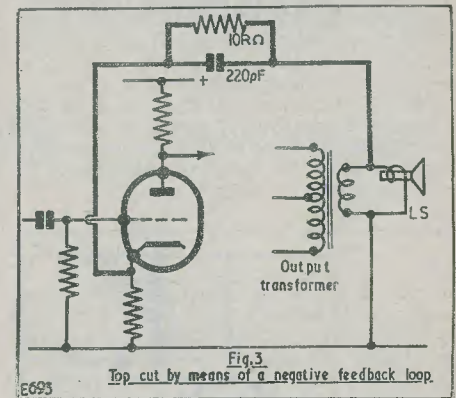 10RΩ
220pF
+
LS
Output
transformer
Fig.3
Top cut by means of a negative feedback loop
E693